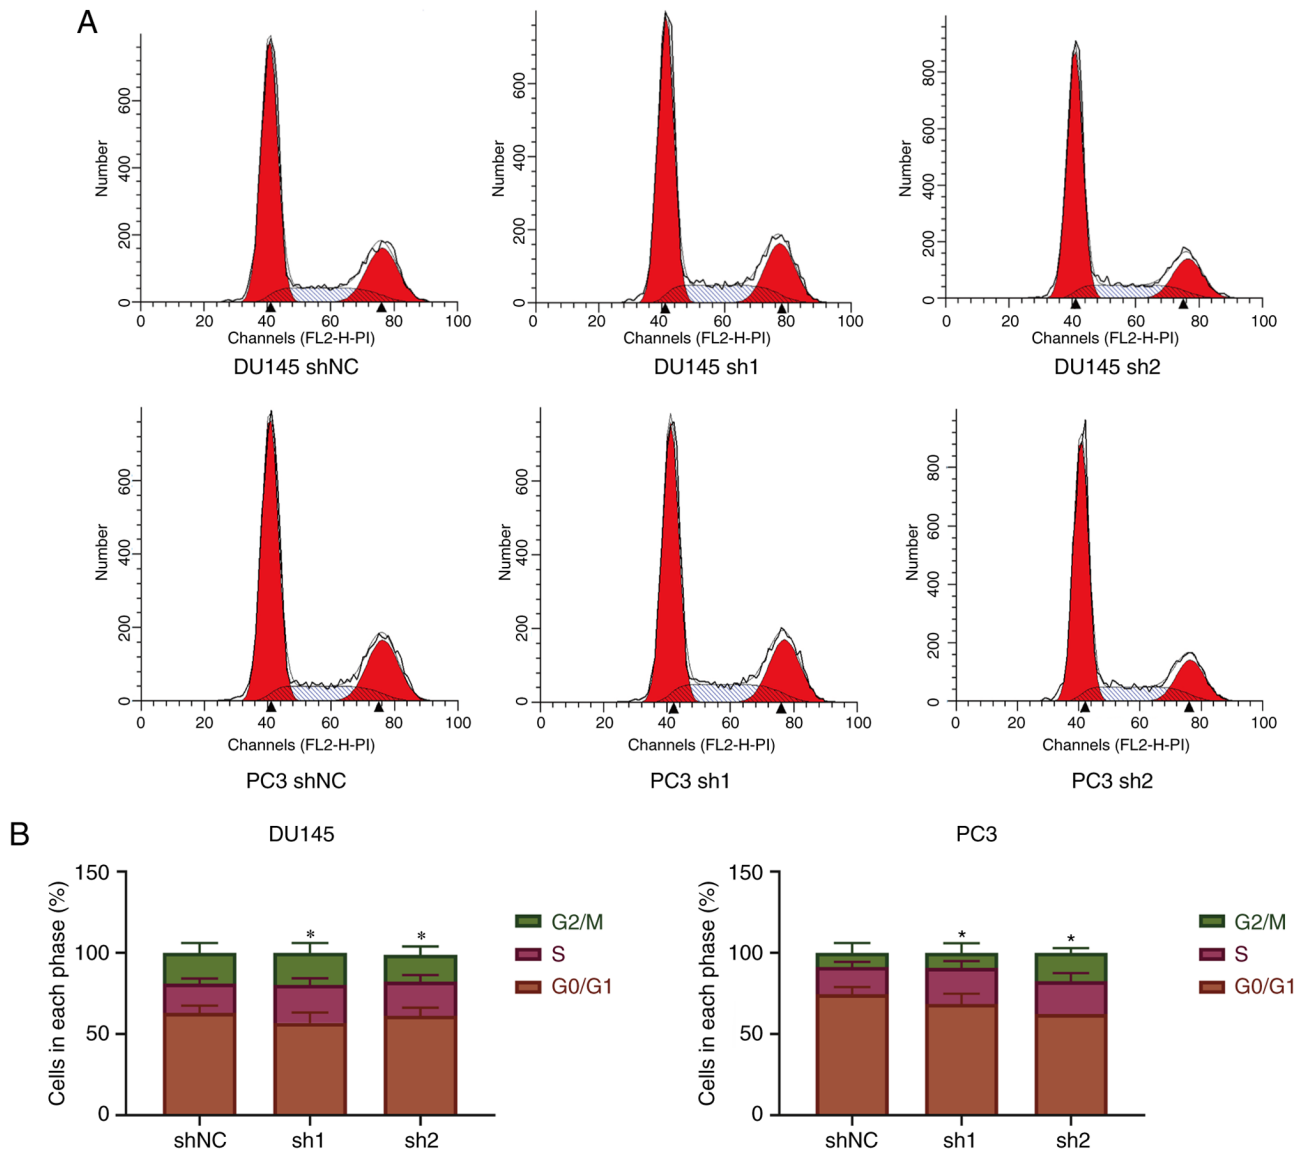 A
Number
0
200
400
600
0 20 40 60 80 100
Channels (FL2-H-PI)
DU145 shNC
Number
0
200
400
600
0 20 40 60 80 100
Channels (FL2-H-PI)
DU145 sh1
Number
0
200
400
600
800
0 20 40 60 80 100
Channels (FL2-H-PI)
DU145 sh2
Number
0
200
400
600
0 20 40 60 80 100
Channels (FL2-H-PI)
PC3 shNC
Number
0
200
400
600
0 20 40 60 80 100
Channels (FL2-H-PI)
PC3 sh1
Number
0
200
400
600
800
0 20 40 60 80 100
Channels (FL2-H-PI)
PC3 sh2
B
DU145
Cells in each phase (%)
150
100
50
0
* *
shNC sh1 sh2
G2/M
S
G0/G1
PC3
Cells in each phase (%)
150
100
50
0
* *
shNC sh1 sh2
G2/M
S
G0/G1